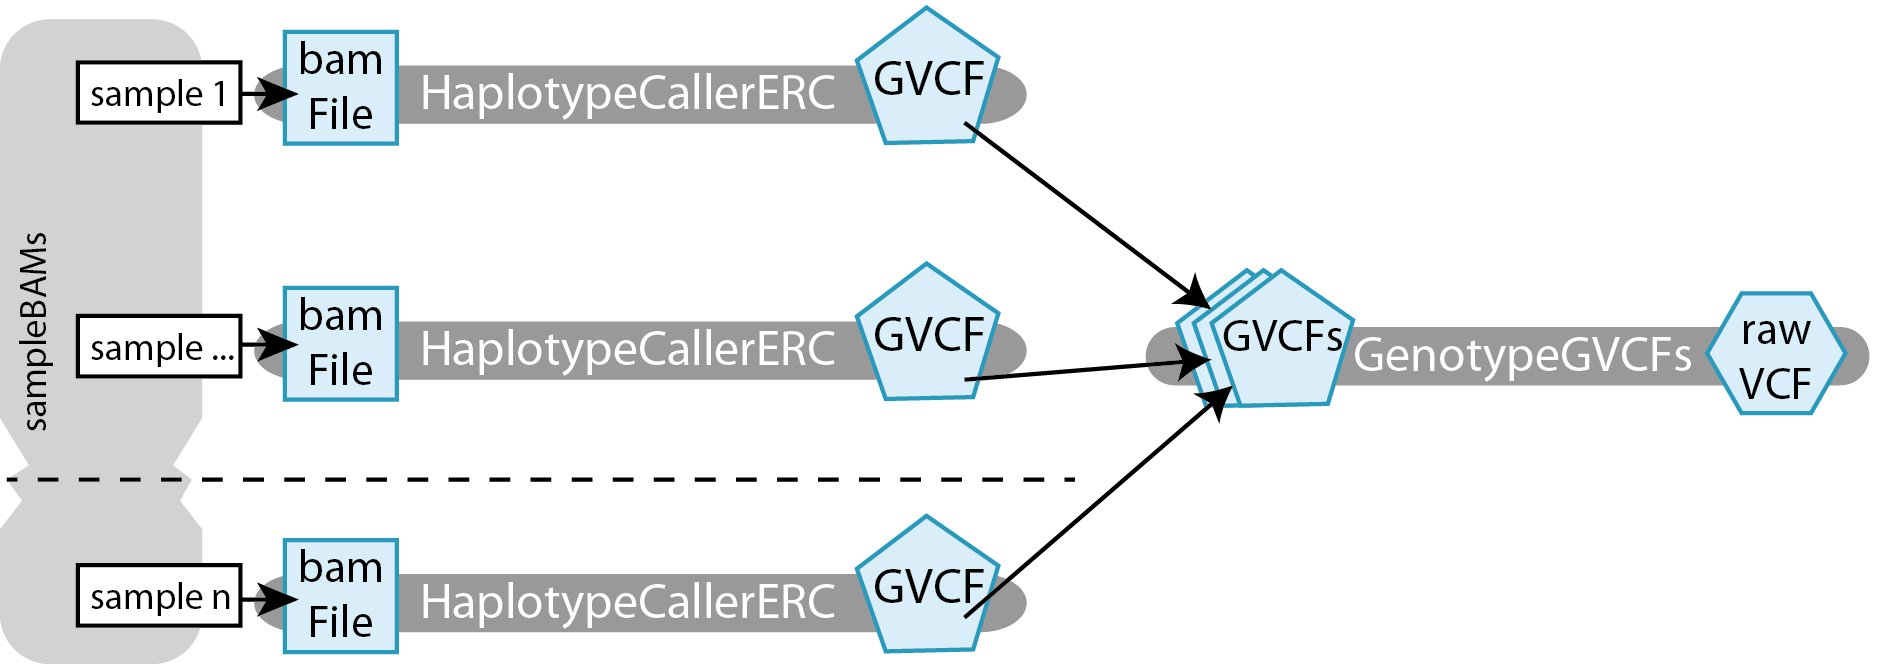 sampleBAMs
sample 1
bam
File
HaplotypeCallerERC
GVCF
sample ...
bam
File
HaplotypeCallerERC
GVCF
GVCFs
GenotypeGVCFs
raw
VCF
sample n
bam
File
HaplotypeCallerERC
GVCF